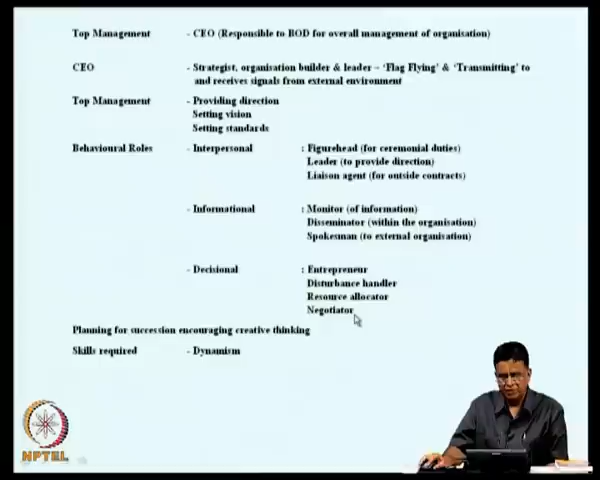 Top Management - CEO (Responsible to BOD for overall management of organisation)
CEO - Strategist, organisation builder & leader – 'Flag Flying' & 'Transmitting' to
and receives signals from external environment
Top Management - Providing direction
Setting vision
Setting standards
Behavioural Roles - Interpersonal : Figurehead (for ceremonial duties)
Leader (to provide direction)
Liaison agent (for outside contracts)
- Informational : Monitor (of information)
Disseminator (within the organisation)
Spokesman (to external organisation)
- Decisional : Entrepreneur
Disturbance handler
Resource allocator
Negotiator
Planning for succession encouraging creative thinking
Skills required - Dynamism
NPTEL